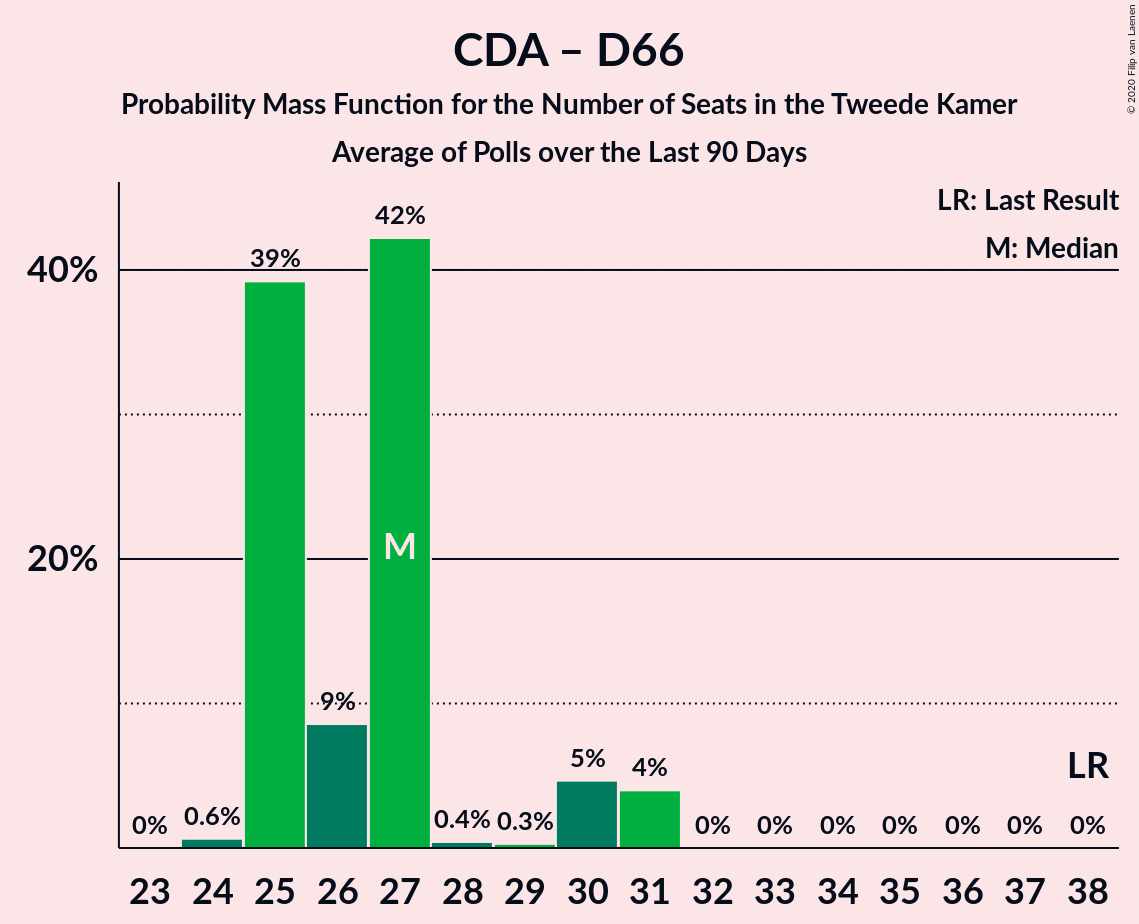 CDA – D66
Probability Mass Function for the Number of Seats in the Tweede Kamer
Average of Polls over the Last 90 Days
© 2020 Filip van Laenen
LR: Last Result
M: Median
40%
20%
0%
0.6%
39%
9%
42%
0.4%
0.3%
5%
4%
0%
0%
0%
0%
0%
0%
0%
M
LR
23 24 25 26 27 28 29 30 31 32 33 34 35 36 37 38